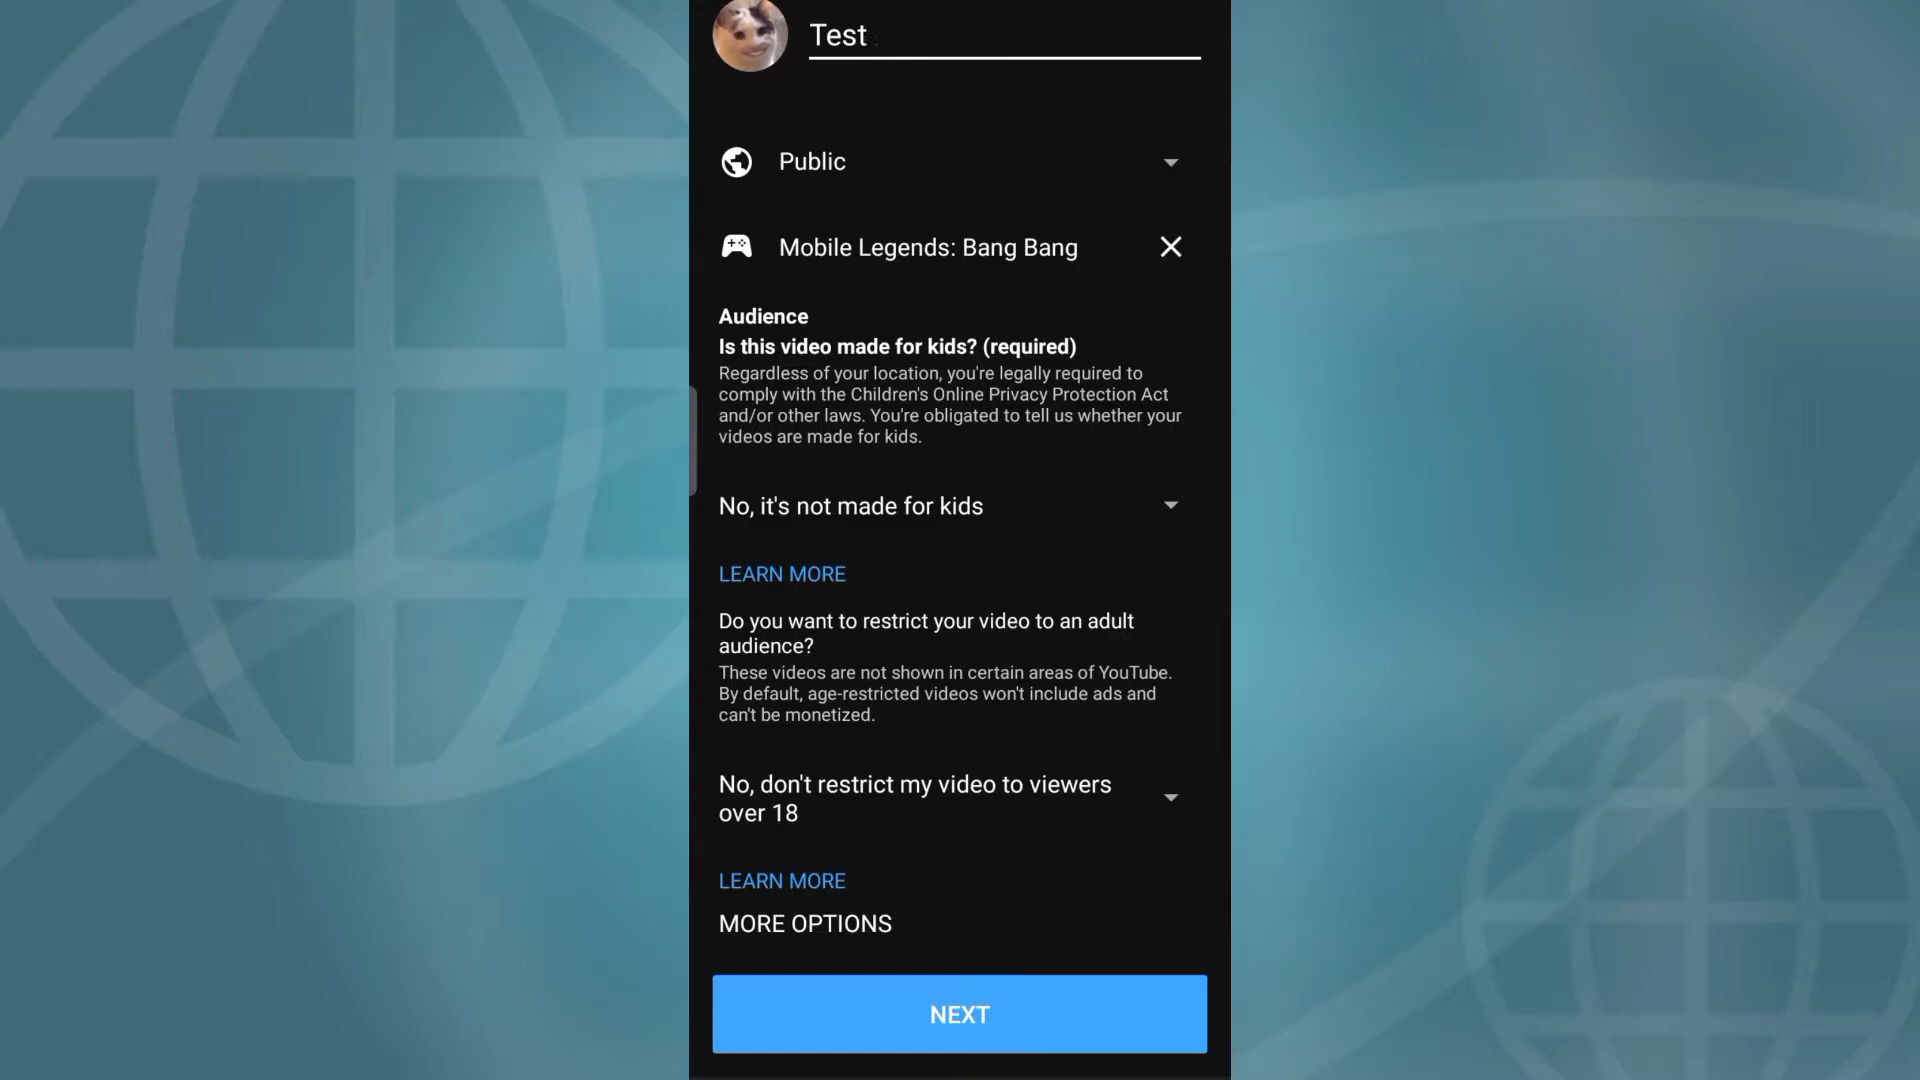 Test
Public
Mobile Legends: Bang Bang
Audience
Is this video made for kids? (required)
Regardless of your location, you're legally required to
comply with the Children's Online Privacy Protection Act
and/or other laws. You're obligated to tell us whether your
videos are made for kids.
No, it's not made for kids
LEARN MORE
Do you want to restrict your video to an adult
audience?
These videos are not shown in certain areas of YouTube.
By default, age-restricted videos won't include ads and
can't be monetized.
No, don't restrict my video to viewers
over 18
LEARN MORE
MORE OPTIONS
NEXT